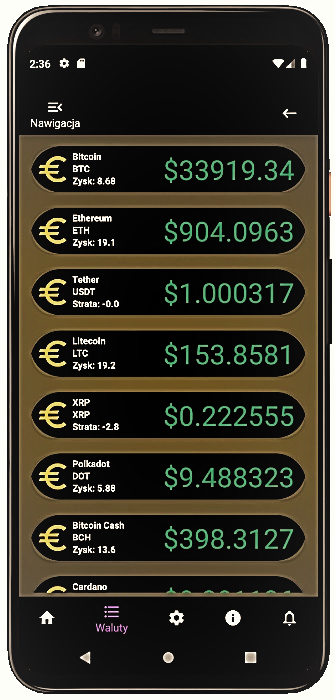 2:36
Nawigacja
Bitcoin
BTC
Zysk: 8.68
$33919.34
Ethereum
ETH
Zysk: 19.1
$904.0963
Tether
USDT
Strata: -0.0
$1.000317
Litecoin
LTC
Zysk: 19.2
$153.8581
XRP
XRP
Strata: -2.8
$0.222555
Polkadot
DOT
Zysk: 5.88
$9.488323
Bitcoin Cash
BCH
Zysk: 13.6
$398.3127
Cardano
Waluty